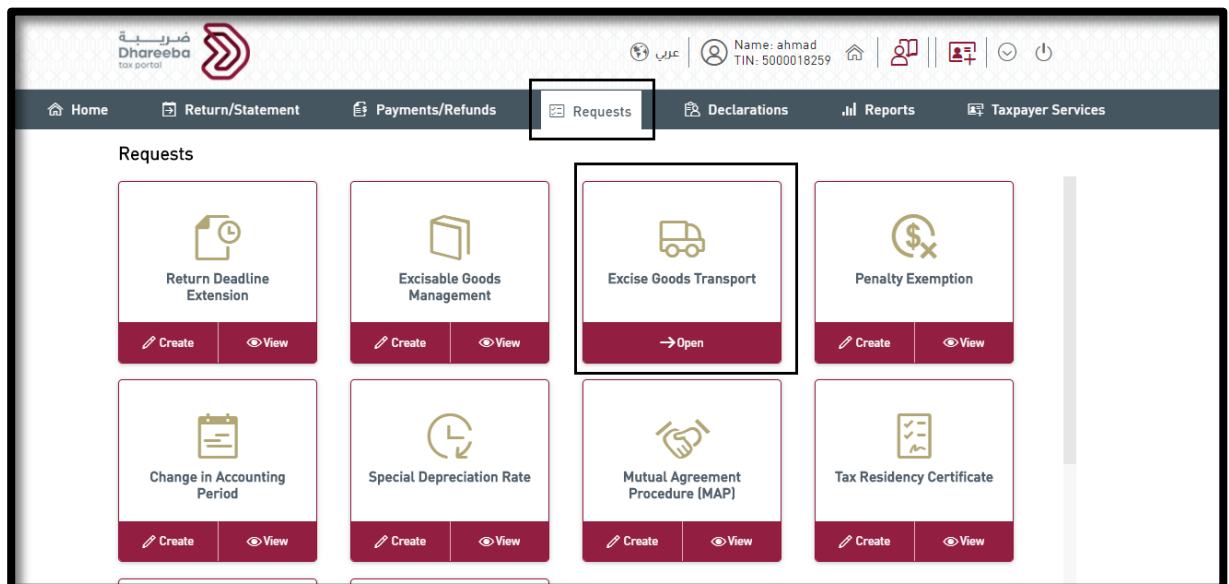 ضريبة
Dhareeba
tax portal
عربي
Name: ahmad
TIN: 5000018259
Home
Return/Statement
Payments/Refunds
Requests
Declarations
Reports
Taxpayer Services
Requests
Return Deadline
Extension
Create
View
Excisable Goods
Management
Create
View
Excise Goods Transport
Open
Penalty Exemption
Create
View
Change in Accounting
Period
Create
View
Special Depreciation Rate
Create
View
Mutual Agreement
Procedure (MAP)
Create
View
Tax Residency Certificate
Create
View